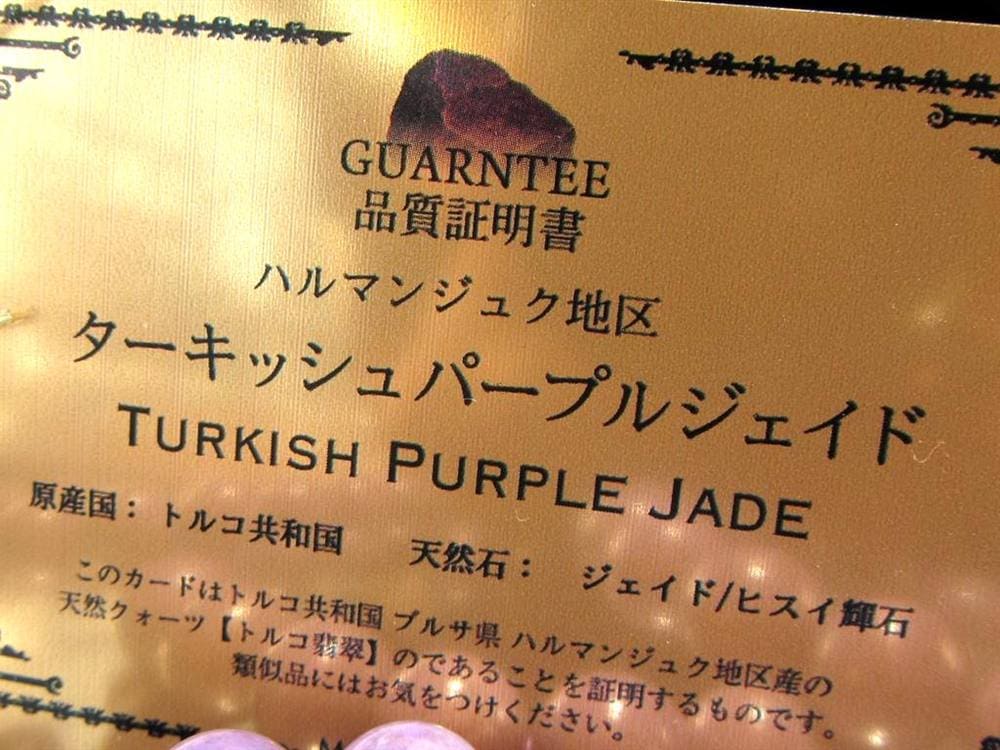 GUARNTEE
品質証明書
ハルマンジュク地区
ターキッシュパープルジェイド
TURKISH PURPLE JADE
原産国：トルコ共和国　天然石：　ジェイド/ヒスイ輝石
このカードはトルコ共和国 ブルサ県 ハルマンジュク地区産の
天然クォーツ【トルコ翡翠】のであることを証明するものです。
類似品にはお気をつけください。